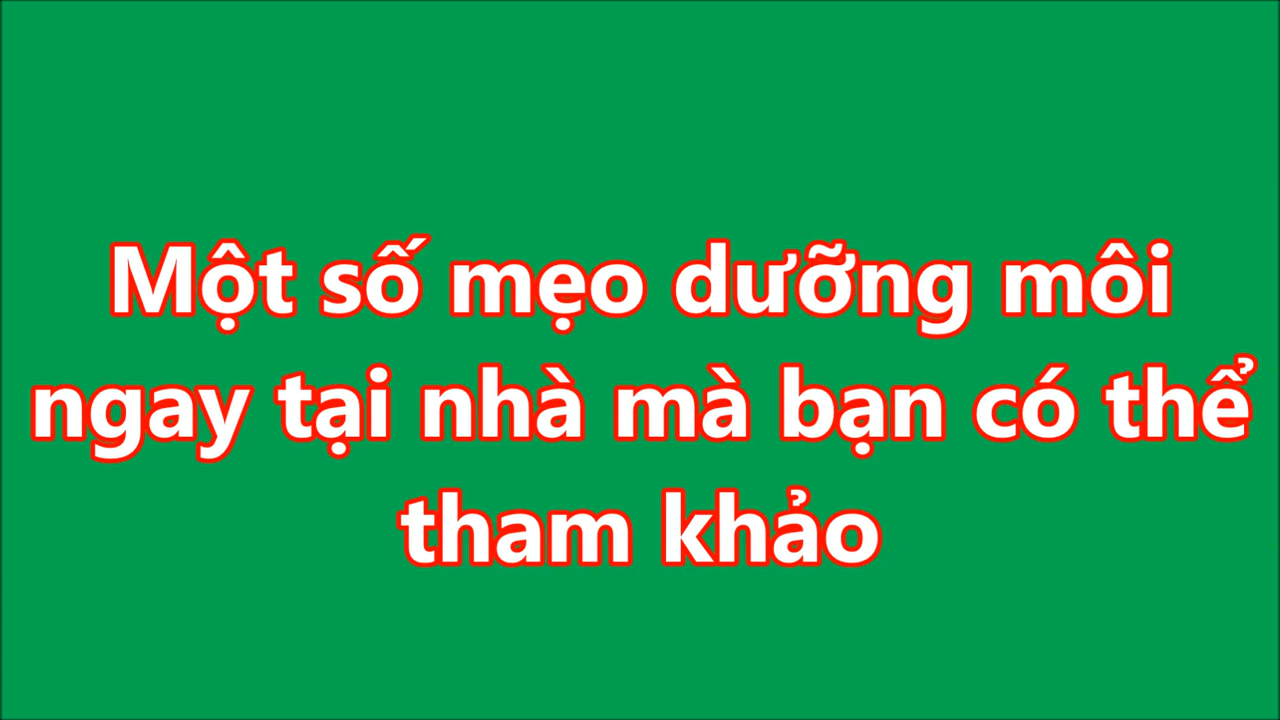 Một số mẹo dưỡng môi
ngay tại nhà mà bạn có thể
tham khảo